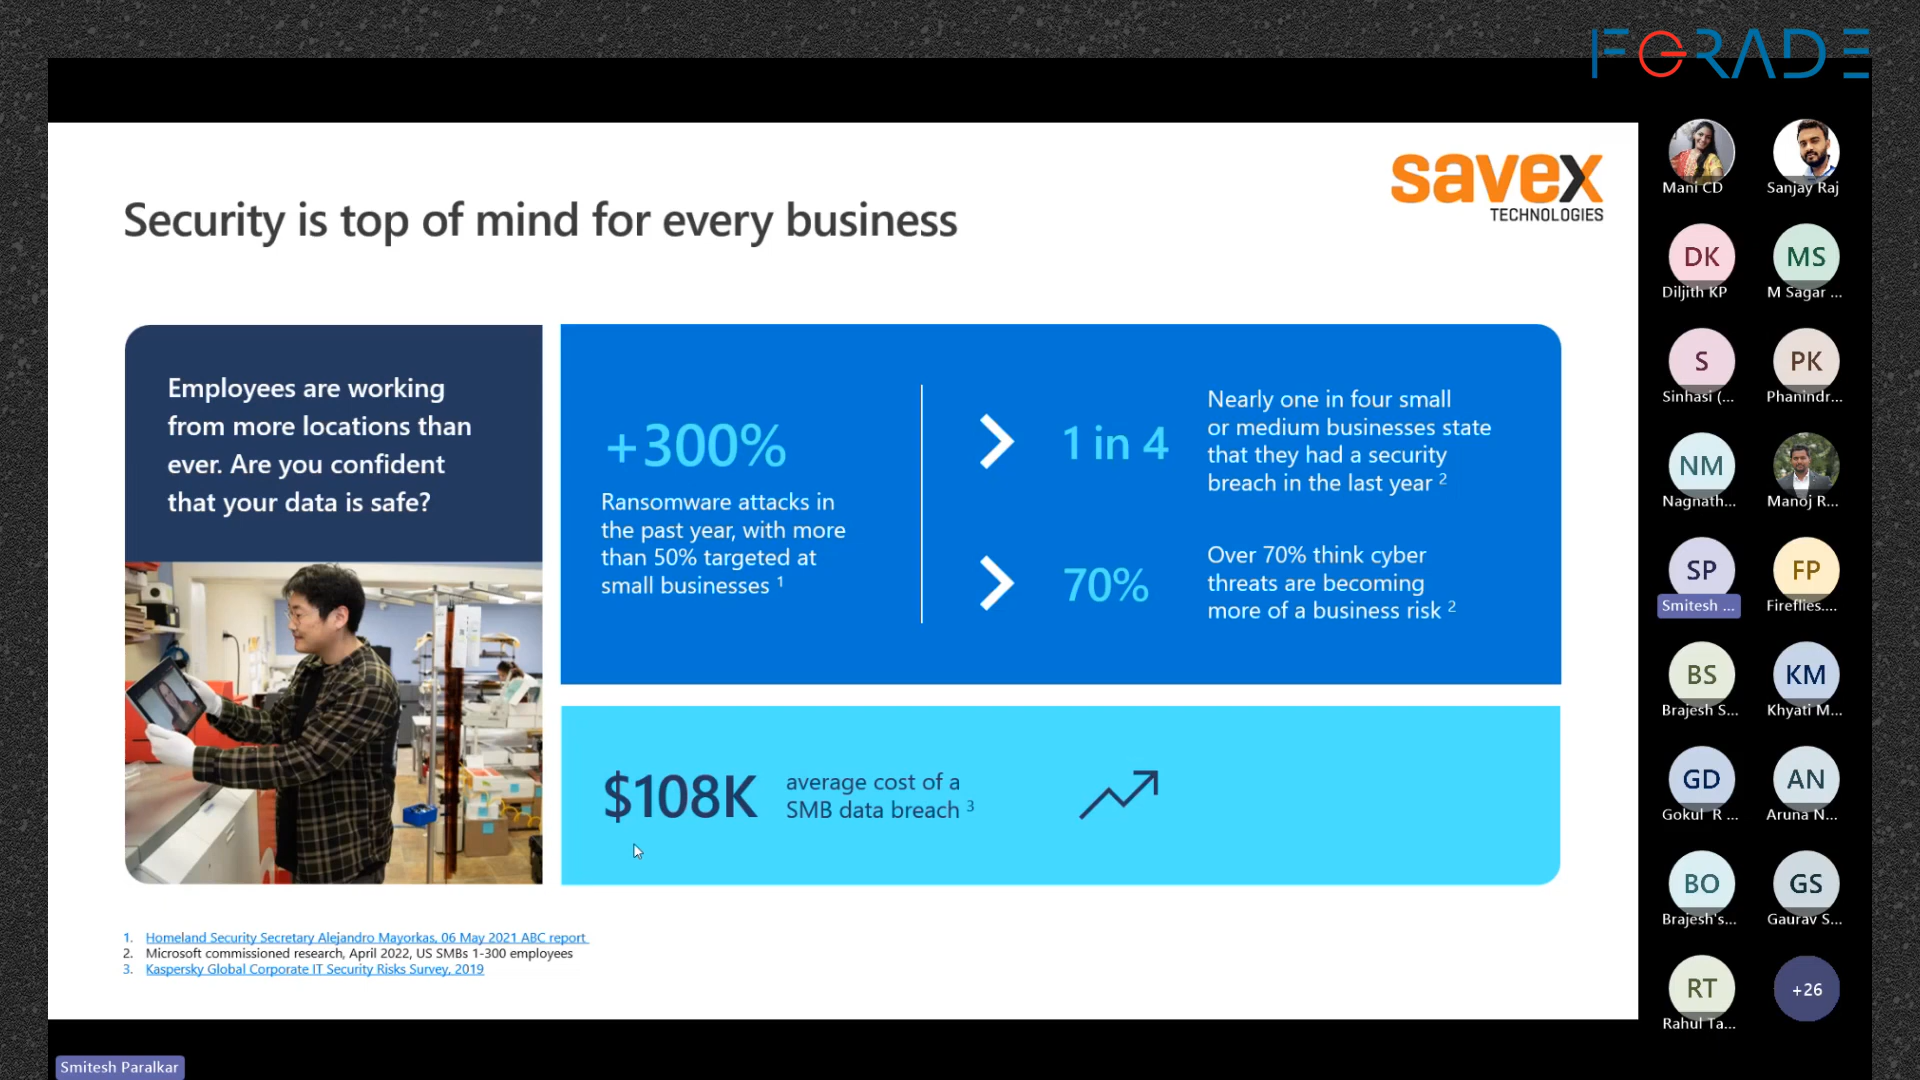 FGRADE
savex
TECHNOLOGIES
Security is top of mind for every business
Employees are working
from more locations than
ever. Are you confident
that your data is safe?
+300%
Ransomware attacks in
the past year, with more
than 50% targeted at
small businesses 1
1 in 4
Nearly one in four small
or medium businesses state
that they had a security
breach in the last year 2
70%
Over 70% think cyber
threats are becoming
more of a business risk 2
$108K
average cost of a
SMB data breach 3
1. Homeland Security Secretary Alejandro Mayorkas, 06 May 2021 ABC report
2. Microsoft commissioned research, April 2022, US SMBs 1-300 employees
3. Kaspersky Global Corporate IT Security Risks Survey, 2019
Smitesh Paralkar
Mani CD
Sanjay Raj
DK
Diljith KP
MS
M Sagar ...
S
Sinhasi (...
PK
Phanindr...
NM
Nagnath...
Manoj R...
SP
Smitesh ...
FP
Fireflies....
BS
Brajesh S...
KM
Khyati M...
GD
Gokul R ...
AN
Aruna N...
BO
Brajesh's...
GS
Gaurav S...
RT
Rahul Ta...
+26